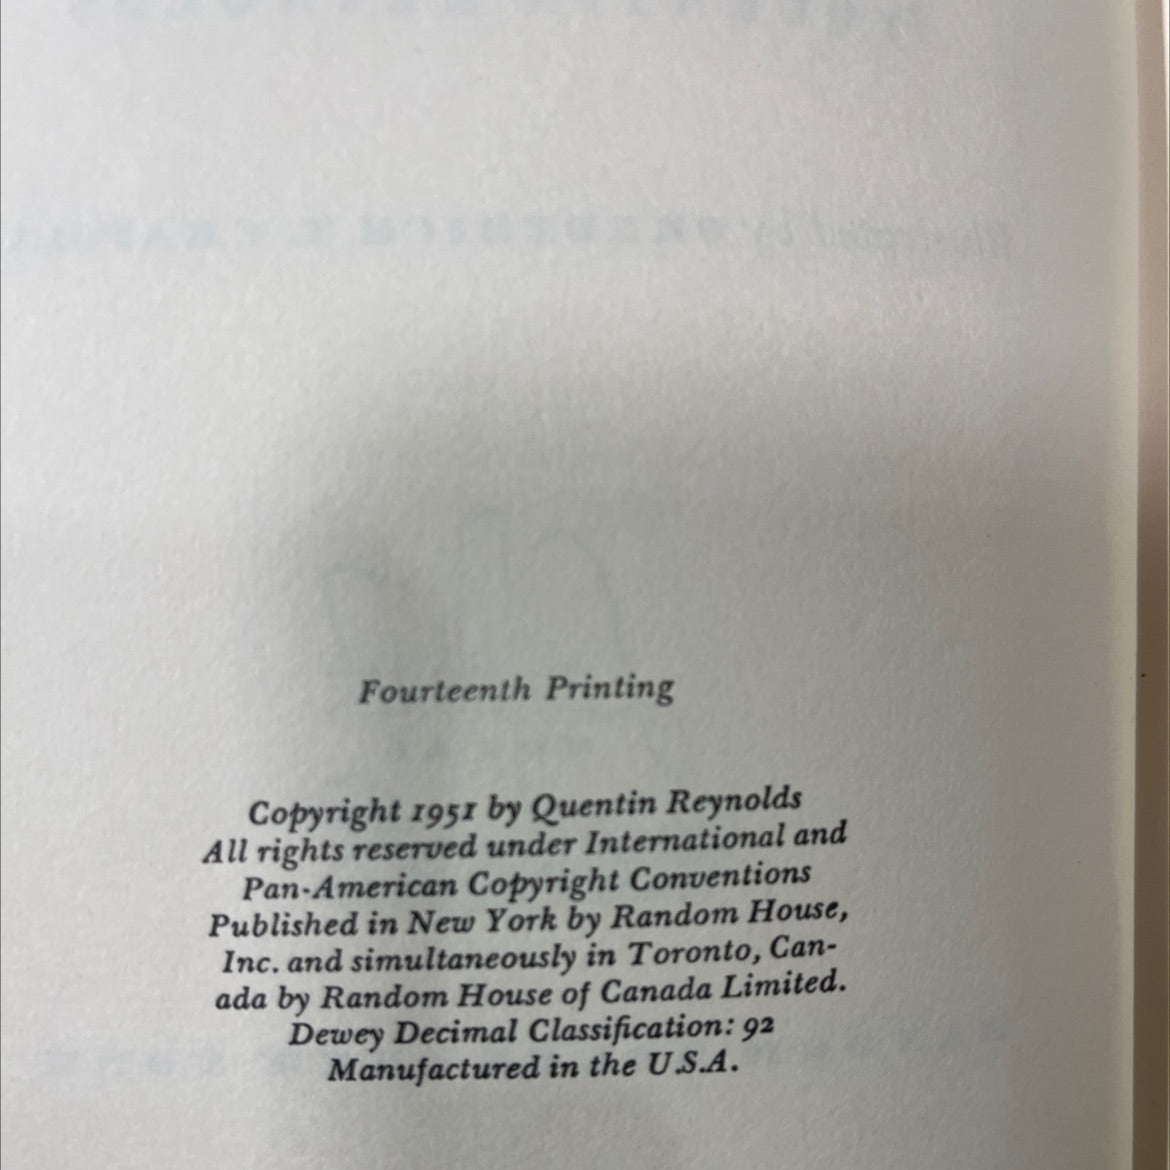 Fourteenth Printing
Copyright 1951 by Quentin Reynolds
All rights reserved under International and
Pan-American Copyright Conventions
Published in New York by Random House,
Inc. and simultaneously in Toronto, Can-
ada by Random House of Canada Limited.
Dewey Decimal Classification: 92
Manufactured in the U.S.A.